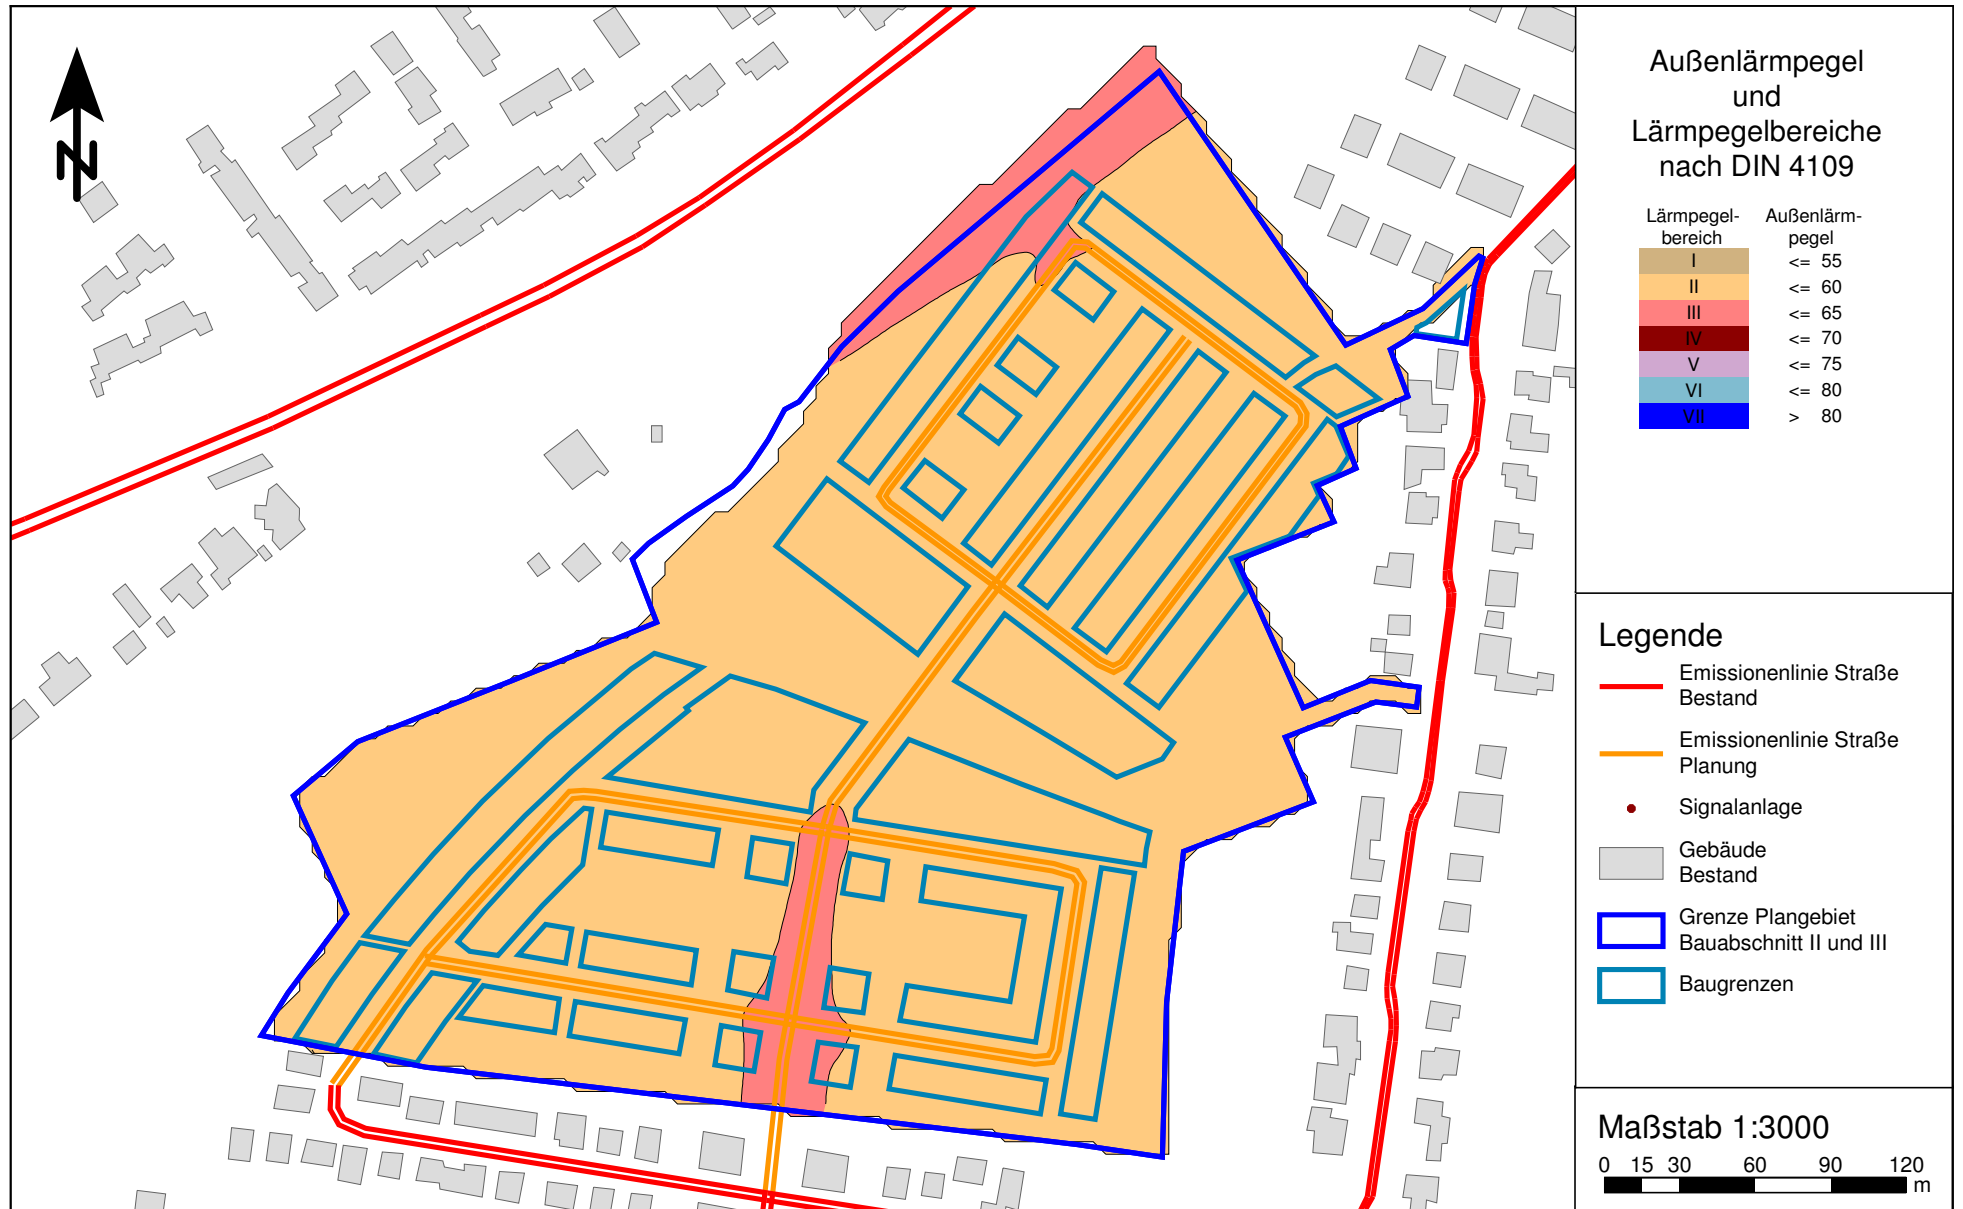 N
Außenlärmpegel
und
Lärmpegelbereiche
nach DIN 4109
Lärmpegel- Außenlärm-
bereich pegel
I <= 55
II <= 60
III <= 65
IV <= 70
V <= 75
VI <= 80
VII > 80
Legende
Emissionenlinie Straße
Bestand
Emissionenlinie Straße
Planung
Signalanlage
Gebäude
Bestand
Grenze Plangebiet
Bauabschnitt II und III
Baugrenzen
Maßstab 1:3000
0 15 30 60 90 120
m